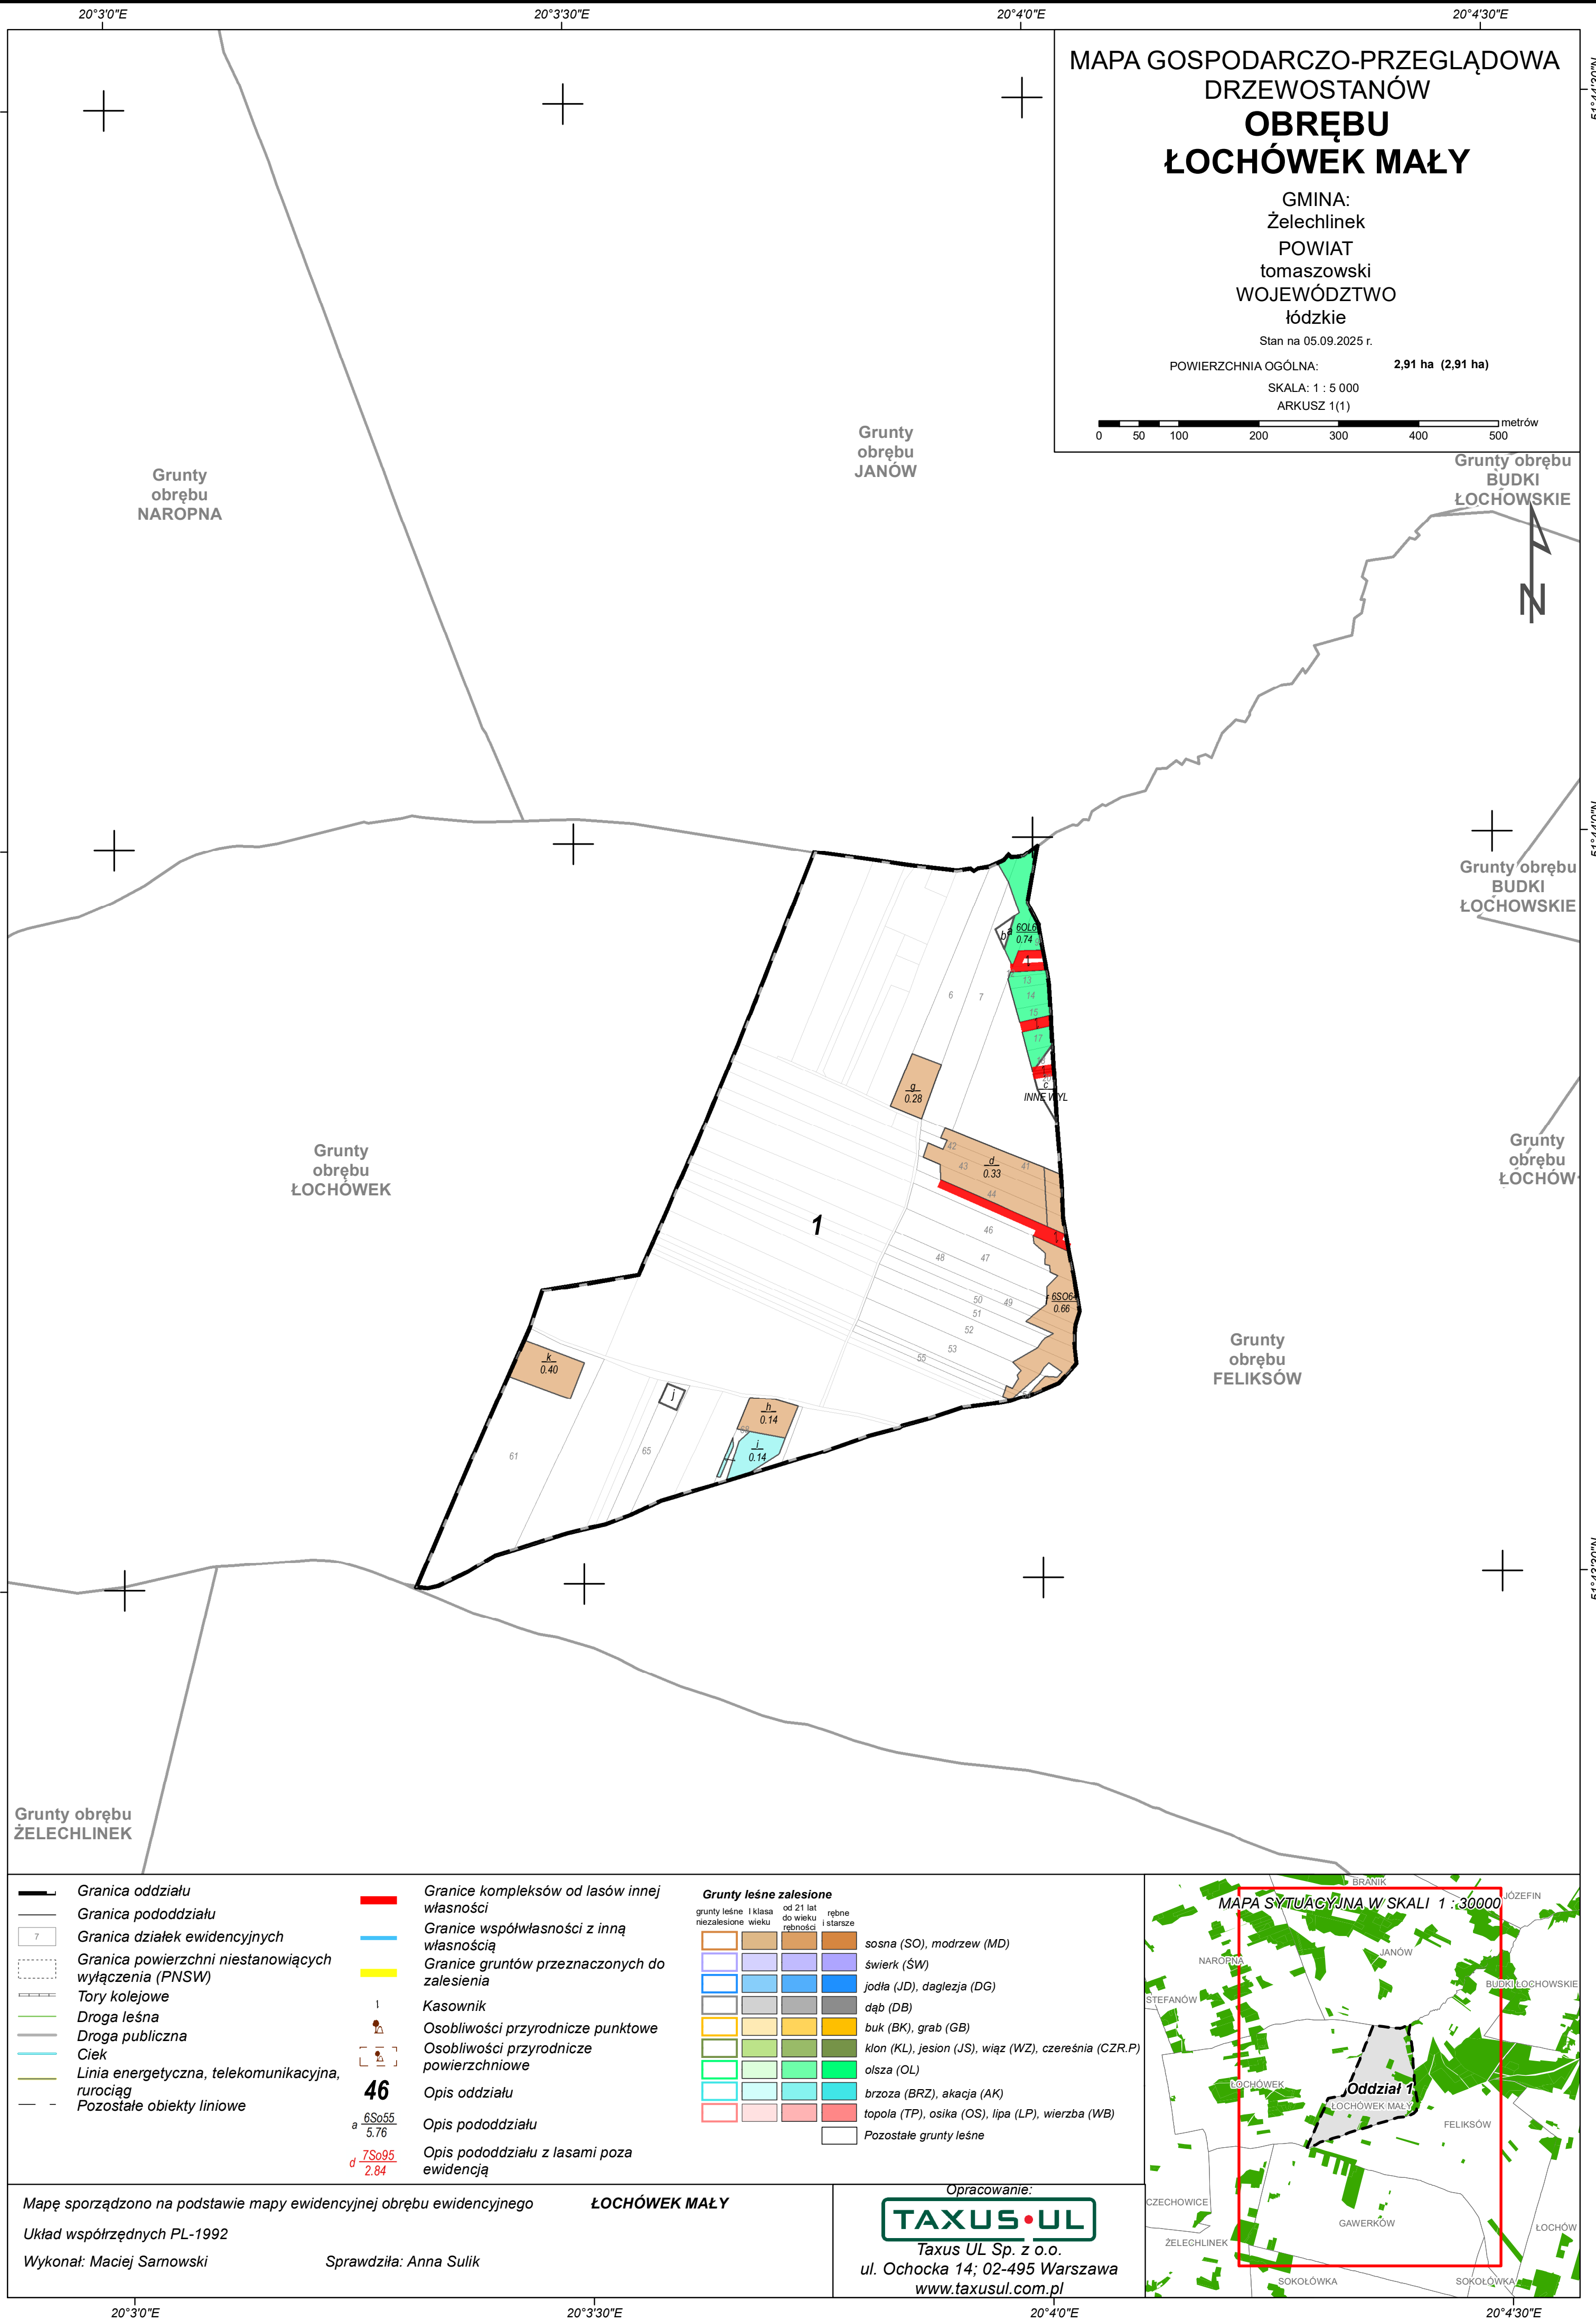 20°3'0"E
20°3'30"E
20°4'0"E
20°4'30"E
51°44'30"N
MAPA GOSPODARCZO-PRZEGLĄDOWA
DRZEWOSTANÓW
OBRĘBU
ŁOCHÓWEK MAŁY
GMINA:
Żelechlinek
POWIAT
tomaszowski
WOJEWÓDZTWO
łódzkie
Stan na 05.09.2025 r.
POWIERZCHNIA OGÓLNA: 2,91 ha (2,91 ha)
SKALA: 1 : 5 000
ARKUSZ 1(1)
metrów
0 50 100 200 300 400 500
Grunty
obrębu
JANÓW
Grunty
obrębu
NAROPNA
Grunty obrębu
BUDKI
ŁOCHOWSKIE
N
51°44'0"N
Grunty obrębu
BUDKI
ŁOCHOWSKIE
b
a 6OL6
0.74
1
13
14
15
1
17
6
7
c
INNE WYL
g
0.28
42
43
d
0.33
41
44
1
46
47
48
49
50
51
52
53
55
f 6SO64
0.66
1
Grunty
obrębu
ŁOCHÓWEK
Grunty
obrębu
ŁOCHÓW
Grunty
obrębu
FELIKSÓW
k
0.40
j
h
0.14
i
0.14
61
65
51°43'30"N
Grunty obrębu
ŻELECHLINEK
Granica oddziału
Granica pododdziału
7
Granica działek ewidencyjnych
Granica powierzchni niestanowiących
wyłączenia (PNSW)
Tory kolejowe
Droga leśna
Droga publiczna
Ciek
Linia energetyczna, telekomunikacyjna,
rurociąg
Pozostałe obiekty liniowe
Granice kompleksów od lasów innej
własności
Granice współwłasności z inną
własnością
Granice gruntów przeznaczonych do
zalesienia
1 Kasownik
Osobliwości przyrodnicze punktowe
Osobliwości przyrodnicze
powierzchniowe
46 Opis oddziału
a 6So55
5.76
Opis pododdziału
d 7So95
2.84
Opis pododdziału z lasami poza
ewidencją
Grunty leśne zalesione
grunty leśne
niezalesione
I klasa
wieku
od 21 lat
do wieku
rębności
rębne
i starsze
sosna (SO), modrzew (MD)
świerk (ŚW)
jodła (JD), daglezja (DG)
dąb (DB)
buk (BK), grab (GB)
klon (KL), jesion (JS), wiąz (WZ), czereśnia (CZR.P)
olsza (OL)
brzoza (BRZ), akacja (AK)
topola (TP), osika (OS), lipa (LP), wierzba (WB)
Pozostałe grunty leśne
MAPA SYTUACYJNA W SKALI 1 : 30000
BRANIK
JÓZEFIN
JANÓW
NAROPNA
BUDKI ŁOCHOWSKIE
STEFANÓW
ŁOCHÓWEK
Oddział 1
ŁOCHÓWEK MAŁY
FELIKSÓW
CZECHOWICE
GAWERKÓW
ŁOCHÓW
ŻELECHLINEK
SOKOŁÓWKA
SOKOŁÓWKA
Mapę sporządzono na podstawie mapy ewidencyjnej obrębu ewidencyjnego ŁOCHÓWEK MAŁY
Układ współrzędnych PL-1992
Wykonał: Maciej Sarnowski Sprawdziła: Anna Sulik
Opracowanie:
TAXUS UL
Taxus UL Sp. z o.o.
ul. Ochocka 14; 02-495 Warszawa
www.taxusul.com.pl
20°3'0"E
20°3'30"E
20°4'0"E
20°4'30"E